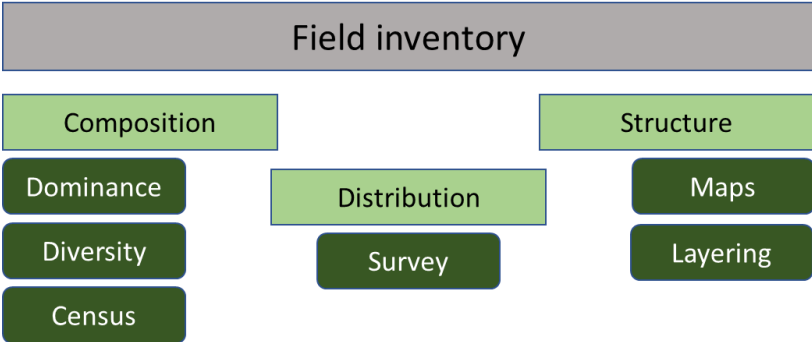 Field inventory
Composition
Dominance
Diversity
Census
Distribution
Survey
Structure
Maps
Layering